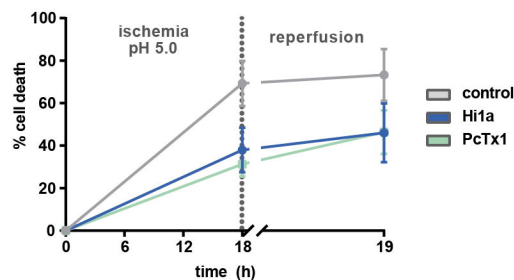 100
80
60
40
20
0
% cell death
ischemia
pH 5.0
reperfusion
0 6 12 18 19
time (h)
control
Hi1a
PcTx1